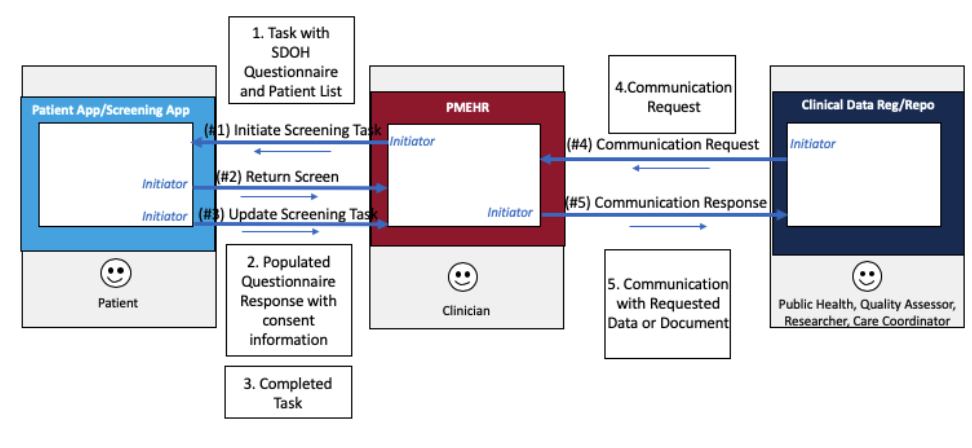 1. Task with
SDOH
Questionnaire
and Patient List
Patient App/Screening App
(#1) Initiate Screening Task
Initiator
(#2) Return Screen
Initiator
(#3) Update Screening Task
Initiator
Patient
2. Populated
Questionnaire
Response with
consent
information
3. Completed
Task
PMEHR
Initiator
Clinician
4.Communication
Request
(#4) Communication Request
Initiator
(#5) Communication Response
5. Communication
with Requested
Data or Document
Clinical Data Reg/Repo
Public Health, Quality Assessor,
Researcher, Care Coordinator